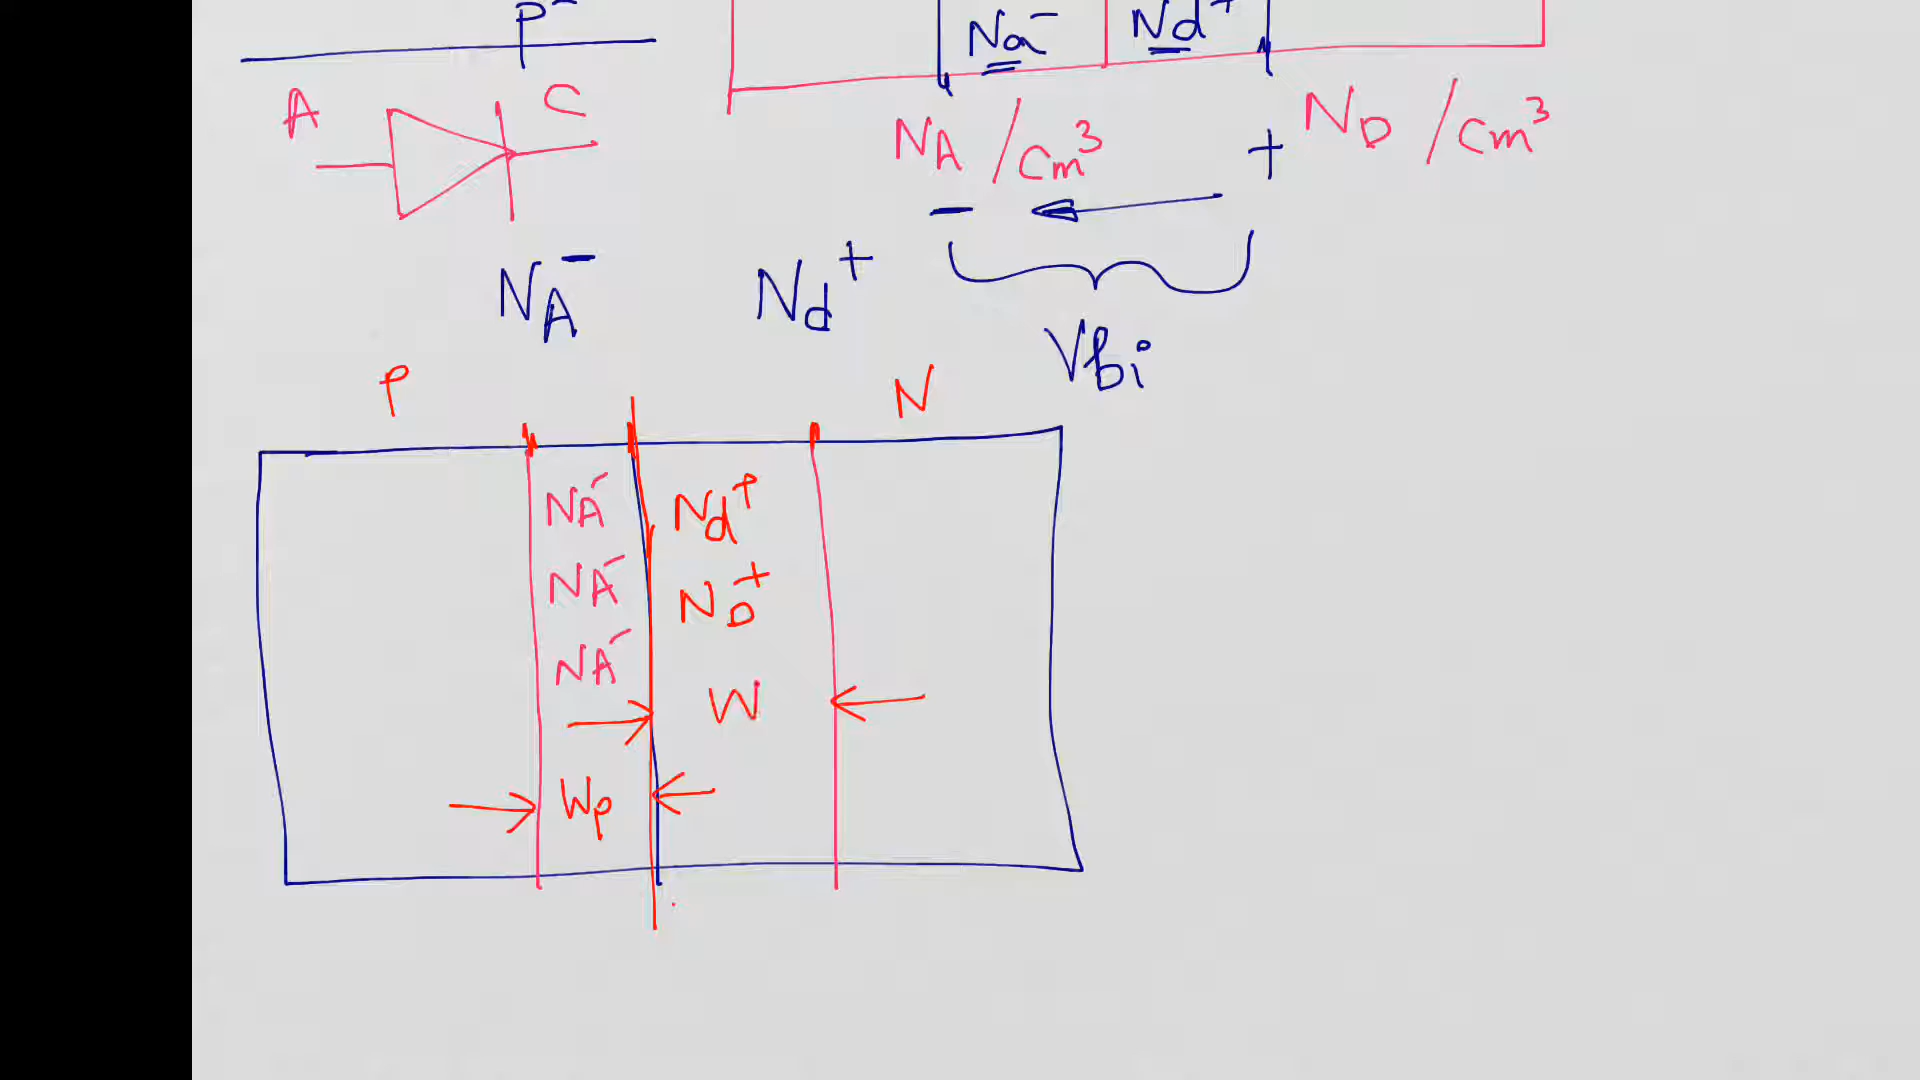 P⁻
Na⁻ Nd⁺
A C
NA /cm³ + ND /cm³
−
NA⁻ Nd⁺
Vbi
P N
NA⁻ Nd⁺
NA⁻ ND⁺
NA⁻
W
Wp